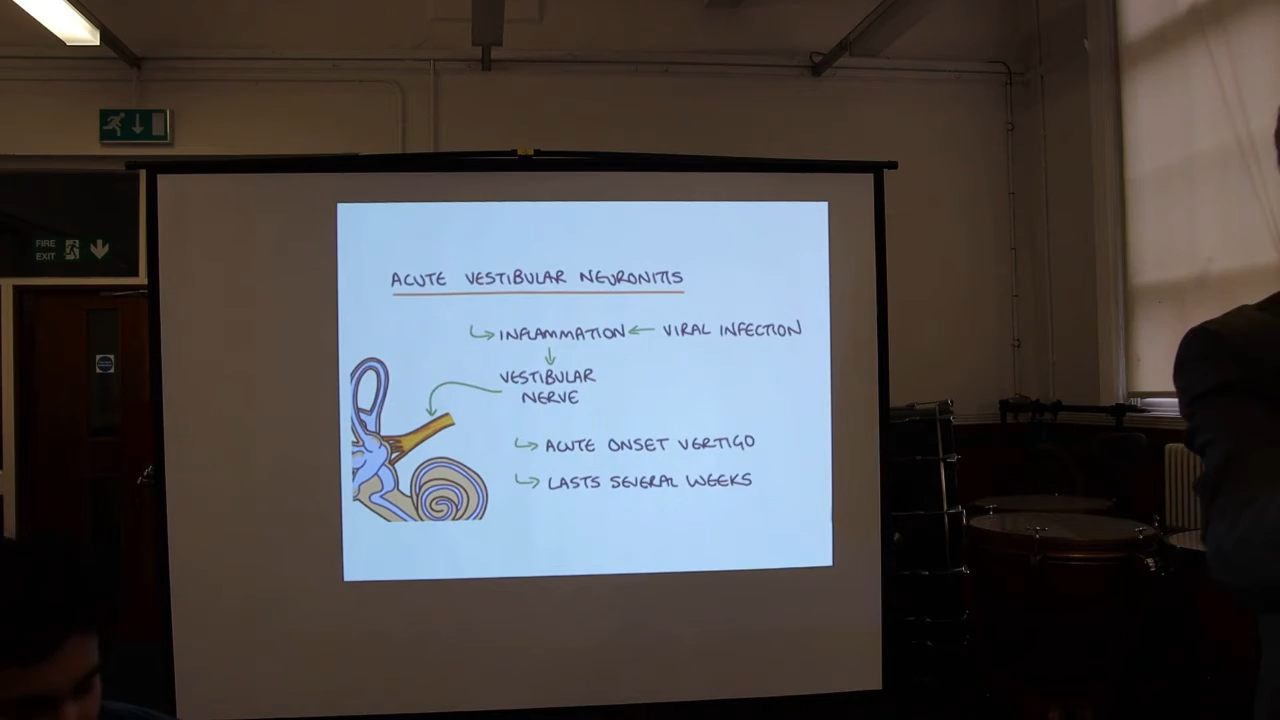 FIRE
EXIT
ACUTE VESTIBULAR NEURONITIS
INFLAMMATION ← VIRAL INFECTION
VESTIBULAR
NERVE
ACUTE ONSET VERTIGO
LASTS SEVERAL WEEKS